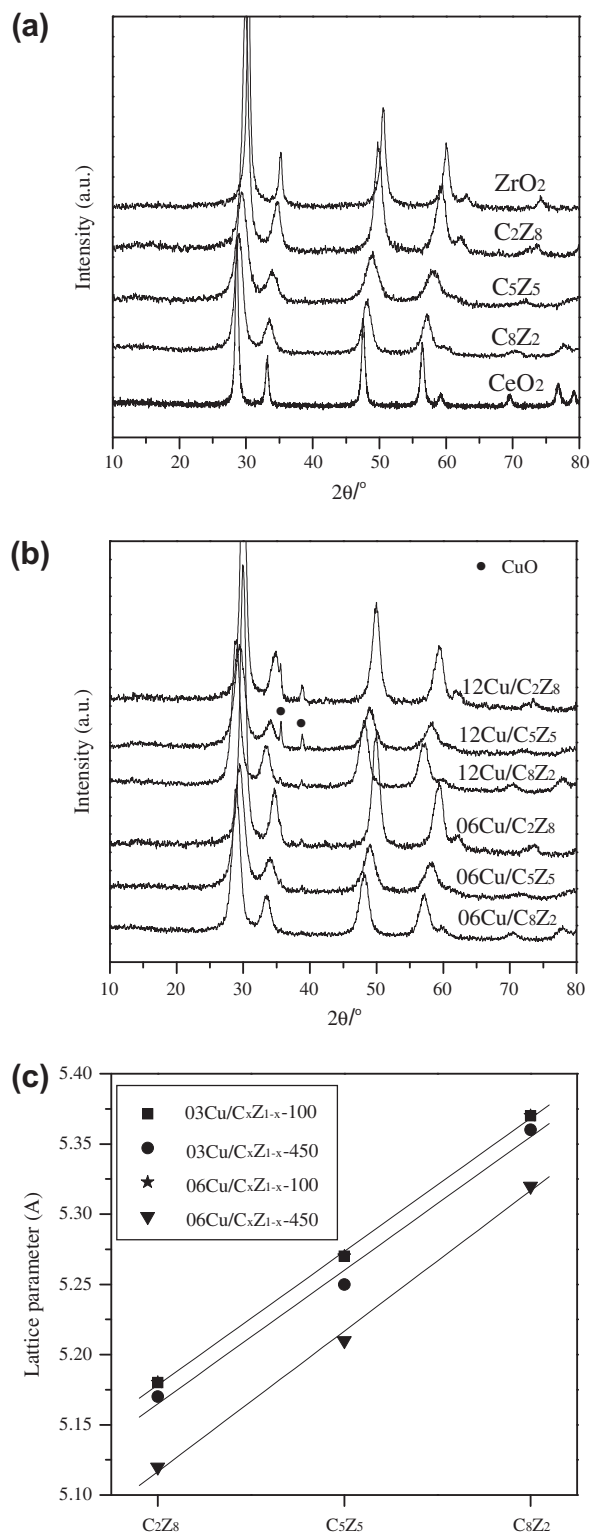 (a)
Intensity (a.u.)
ZrO₂
C₂Z₈
C₅Z₅
C₈Z₂
CeO₂
10 20 30 40 50 60 70 80
2θ/°
(b)
Intensity (a.u.)
● CuO
12Cu/C₂Z₈
12Cu/C₅Z₅
12Cu/C₈Z₂
06Cu/C₂Z₈
06Cu/C₅Z₅
06Cu/C₈Z₂
10 20 30 40 50 60 70 80
2θ/°
(c)
Lattice parameter (A)
5.40
5.35
5.30
5.25
5.20
5.15
5.10
■ 03Cu/CxZ1-x-100
● 03Cu/CxZ1-x-450
★ 06Cu/CxZ1-x-100
▼ 06Cu/CxZ1-x-450
C₂Z₈ C₅Z₅ C₈Z₂